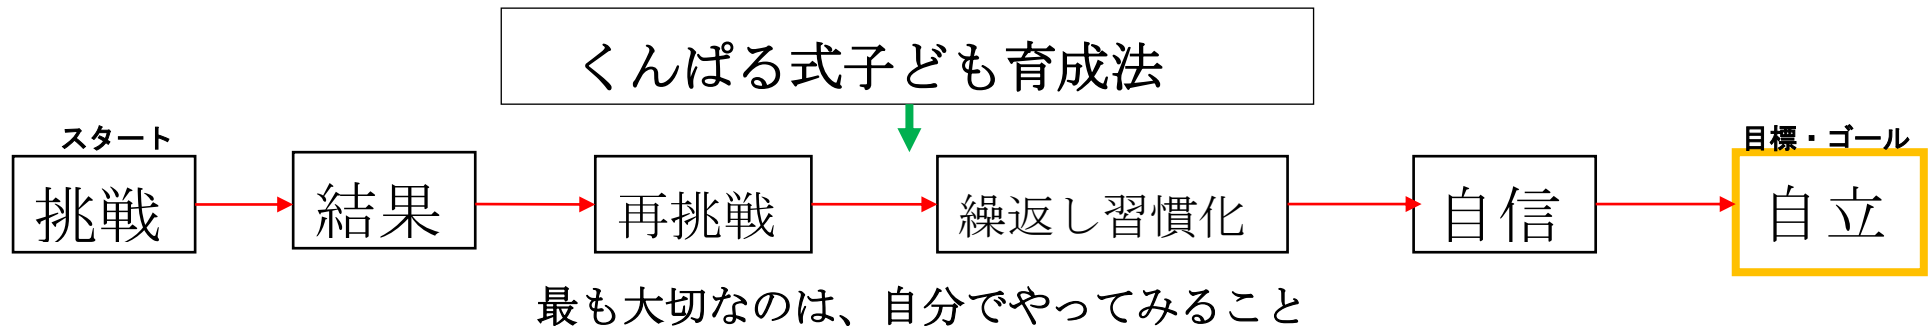 くんぱる式子ども育成法
スタート
目標・ゴール
挑戦
結果
再挑戦
繰返し習慣化
自信
自立
最も大切なのは、自分でやってみること